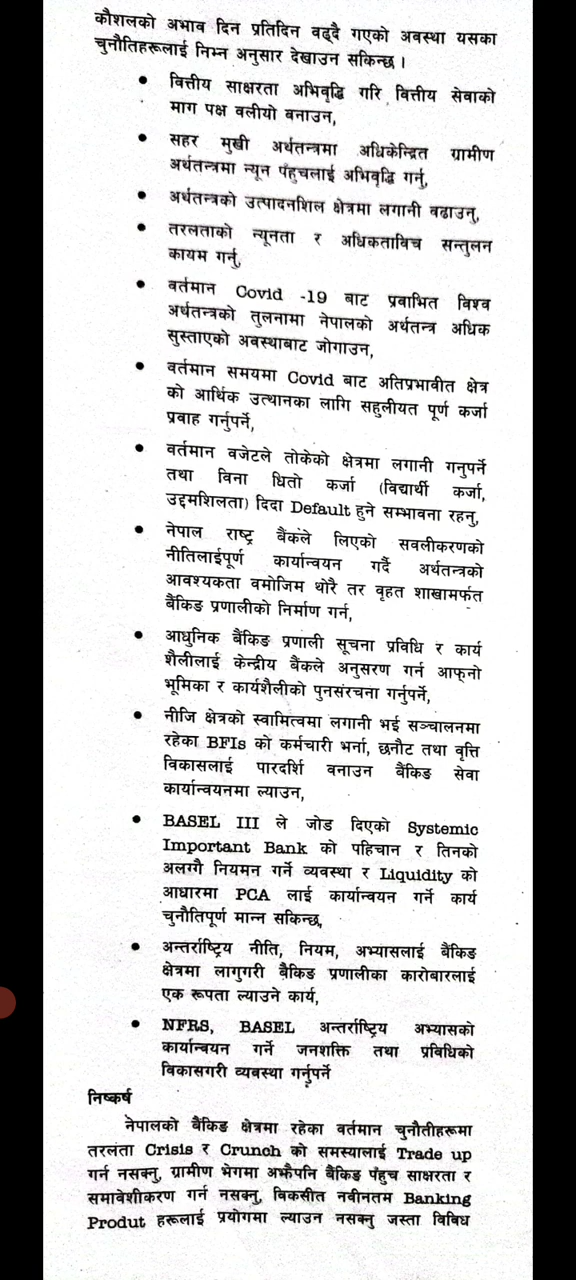 कौशलको अभाव दिन प्रतिदिन बढ्दै गएको अवस्था यसका
चुनौतिहरूलाई निम्न अनुसार देखाउन सकिन्छ ।
• वित्तीय साक्षरता अभिवृद्धि गरि वित्तीय सेवाको
माग पक्ष वलीयो बनाउन,
• सहर मुखी अर्थतन्त्रमा अधिकेन्द्रित ग्रामीण
अर्थतन्त्रमा न्यून पंहुचलाई अभिवृद्धि गर्नु,
• अर्थतन्त्रको उत्पादनशिल क्षेत्रमा लगानी वढाउनु,
• तरलताको न्यूनता र अधिकताविच सन्तुलन
कायम गर्नु,
• वर्तमान Covid -19 बाट प्रवाभित विश्व
अर्थतन्त्रको तुलनामा नेपालको अर्थतन्त्र अधिक
सुस्ताएको अवस्थाबाट जोगाउन,
• वर्तमान समयमा Covid बाट अतिप्रभावीत क्षेत्र
को आर्थिक उत्थानका लागि सहुलीयत पूर्ण कर्जा
प्रवाह गर्नुपर्ने,
• वर्तमान वजेटले तोकेको क्षेत्रमा लगानी गनुपर्ने
तथा विना धितो कर्जा (विद्यार्थी कर्जा,
उद्दमशिलता) दिदा Default हुने सम्भावना रहनु,
• नेपाल राष्ट्र बैंकले लिएको सवलीकरणको
नीतिलाईपूर्ण कार्यान्वयन गर्दै अर्थतन्त्रको
आवश्यकता वमोजिम थोरै तर वृहत शाखामर्फत
बैंकिङ प्रणालीको निर्माण गर्न,
• आधुनिक बैंकिङ प्रणाली सूचना प्रविधि र कार्य
शैलीलाई केन्द्रीय बैंकले अनुसरण गर्न आफ्नो
भूमिका र कार्यशैलीको पुनसंरचना गर्नुपर्ने,
• नीजि क्षेत्रको स्वामित्वमा लगानी भई सञ्चालनमा
रहेका BFIs को कर्मचारी भर्ना, छनौट तथा वृत्ति
विकासलाई पारदर्शि वनाउन बैंकिङ सेवा
कार्यान्वयनमा ल्याउन,
• BASEL III ले जोड दिएको Systemic
Important Bank को पहिचान र तिनको
अलग्गै नियमन गर्ने व्यवस्था र Liquidity को
आधारमा PCA लाई कार्यान्वयन गर्ने कार्य
चुनौतिपूर्ण मान्न सकिन्छ,
• अन्तर्राष्ट्रिय नीति, नियम, अभ्यासलाई बैंकिङ
क्षेत्रमा लागुगरी बैकिङ प्रणालीका कारोबारलाई
एक रूपता ल्याउने कार्य,
• NFRS, BASEL अन्तर्राष्ट्रिय अभ्यासको
कार्यान्वयन गर्ने जनशक्ति तथा प्रविधिको
विकासगरी व्यवस्था गर्नुपर्ने
निष्कर्ष
नेपालको बैंकिङ क्षेत्रमा रहेका वर्तमान चुनौतीहरूमा
तरलता Crisis र Crunch को समस्यालाई Trade up
गर्न नसक्नु, ग्रामीण भेगमा अझैपनि बैंकिङ पँहुच साक्षरता र
समावेशीकरण गर्न नसक्नु, विकसीत नवीनतम Banking
Produt हरूलाई प्रयोगमा ल्याउन नसक्नु जस्ता विविध